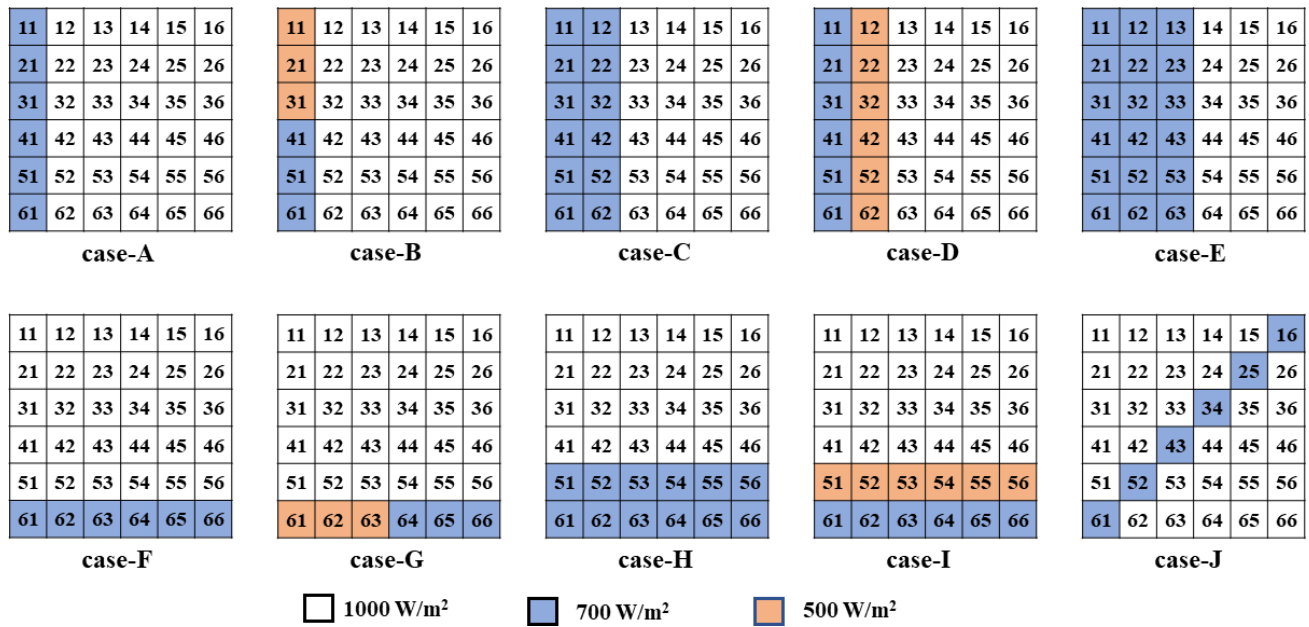 11 12 13 14 15 16
21 22 23 24 25 26
31 32 33 34 35 36
41 42 43 44 45 46
51 52 53 54 55 56
61 62 63 64 65 66
case-A
11 12 13 14 15 16
21 22 23 24 25 26
31 32 33 34 35 36
41 42 43 44 45 46
51 52 53 54 55 56
61 62 63 64 65 66
case-B
11 12 13 14 15 16
21 22 23 24 25 26
31 32 33 34 35 36
41 42 43 44 45 46
51 52 53 54 55 56
61 62 63 64 65 66
case-C
11 12 13 14 15 16
21 22 23 24 25 26
31 32 33 34 35 36
41 42 43 44 45 46
51 52 53 54 55 56
61 62 63 64 65 66
case-D
11 12 13 14 15 16
21 22 23 24 25 26
31 32 33 34 35 36
41 42 43 44 45 46
51 52 53 54 55 56
61 62 63 64 65 66
case-E
11 12 13 14 15 16
21 22 23 24 25 26
31 32 33 34 35 36
41 42 43 44 45 46
51 52 53 54 55 56
61 62 63 64 65 66
case-F
11 12 13 14 15 16
21 22 23 24 25 26
31 32 33 34 35 36
41 42 43 44 45 46
51 52 53 54 55 56
61 62 63 64 65 66
case-G
11 12 13 14 15 16
21 22 23 24 25 26
31 32 33 34 35 36
41 42 43 44 45 46
51 52 53 54 55 56
61 62 63 64 65 66
case-H
11 12 13 14 15 16
21 22 23 24 25 26
31 32 33 34 35 36
41 42 43 44 45 46
51 52 53 54 55 56
61 62 63 64 65 66
case-I
11 12 13 14 15 16
21 22 23 24 25 26
31 32 33 34 35 36
41 42 43 44 45 46
51 52 53 54 55 56
61 62 63 64 65 66
case-J
1000 W/m²
700 W/m²
500 W/m²